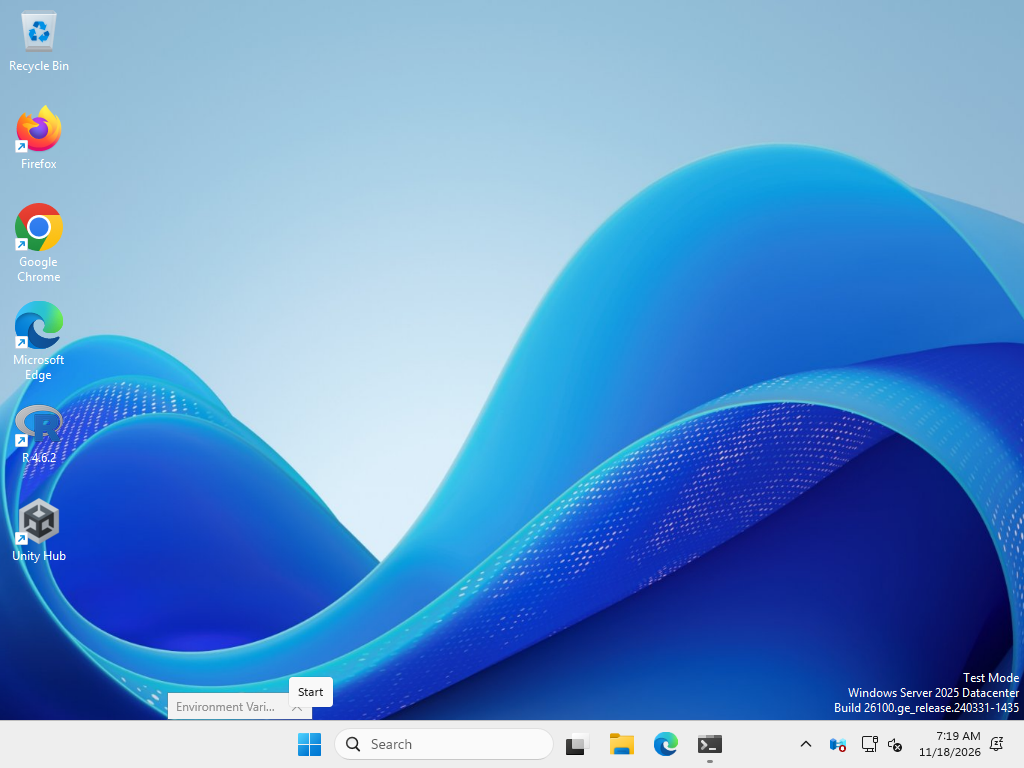 Recycle Bin
Firefox
Google
Chrome
Microsoft
Edge
R 4.6.2
Unity Hub
Environment Vari...
Start
Test Mode
Windows Server 2025 Datacenter
Build 26100.ge_release.240331-1435
Search
7:19 AM
11/18/2026